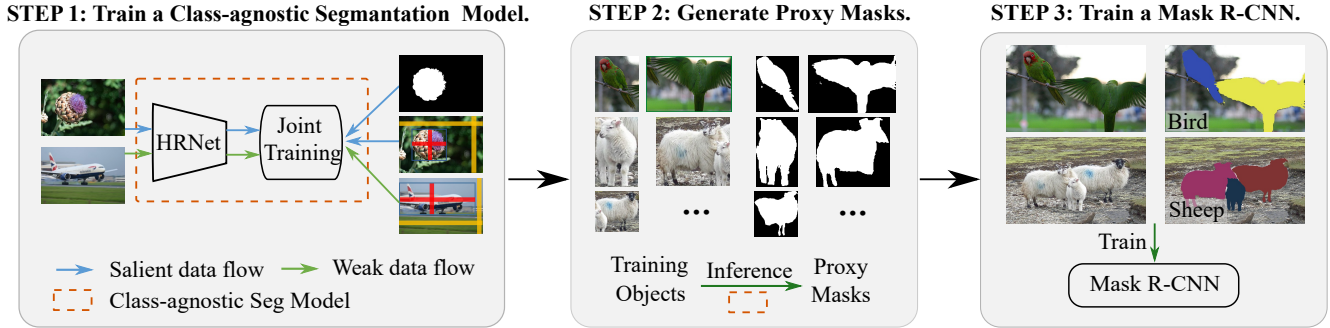 STEP 1: Train a Class-agnostic Segmantation Model.
HRNet
Joint
Training
Salient data flow
Weak data flow
Class-agnostic Seg Model
STEP 2: Generate Proxy Masks.
...
...
Training
Objects
Inference
Proxy
Masks
STEP 3: Train a Mask R-CNN.
Bird
Sheep
Train
Mask R-CNN